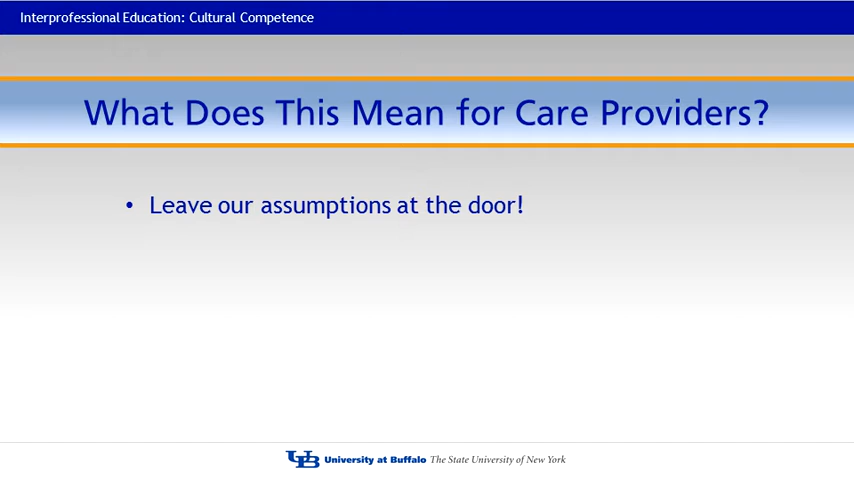 Interprofessional Education: Cultural Competence
What Does This Mean for Care Providers?
• Leave our assumptions at the door!
UB University at Buffalo The State University of New York